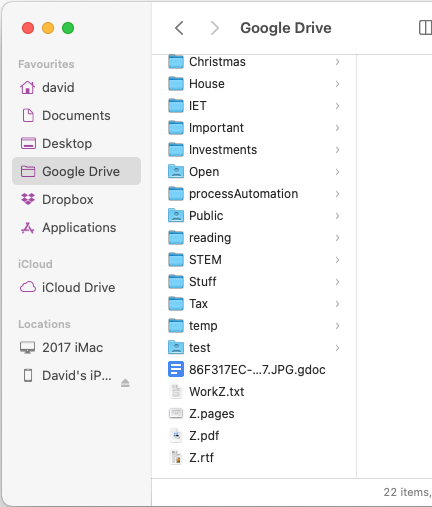 Google Drive
Favourites
david
Documents
Desktop
Google Drive
Dropbox
Applications
iCloud
iCloud Drive
Locations
2017 iMac
David's iP...
Christmas
House
IET
Important
Investments
Open
processAutomation
Public
reading
STEM
Stuff
Tax
temp
test
86F317EC-...7.JPG.gdoc
WorkZ.txt
Z.pages
Z.pdf
Z.rtf
22 items,